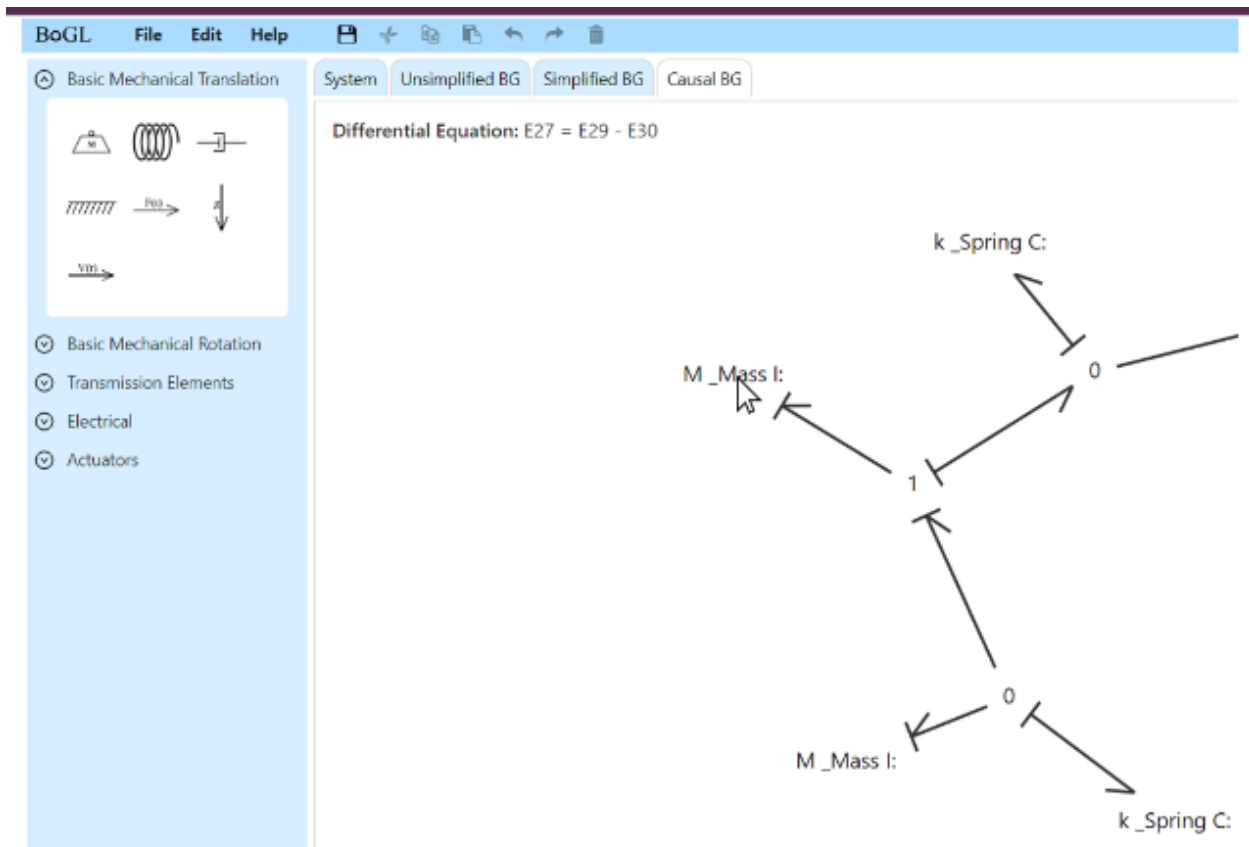 BoGL File Edit Help
Basic Mechanical Translation
System Unsimplified BG Simplified BG Causal BG
Differential Equation: E27 = E29 - E30
M
F(t)
g
V(t)
Basic Mechanical Rotation
Transmission Elements
Electrical
Actuators
k _Spring C:
M _Mass I:
0
1
0
M _Mass I:
k _Spring C: